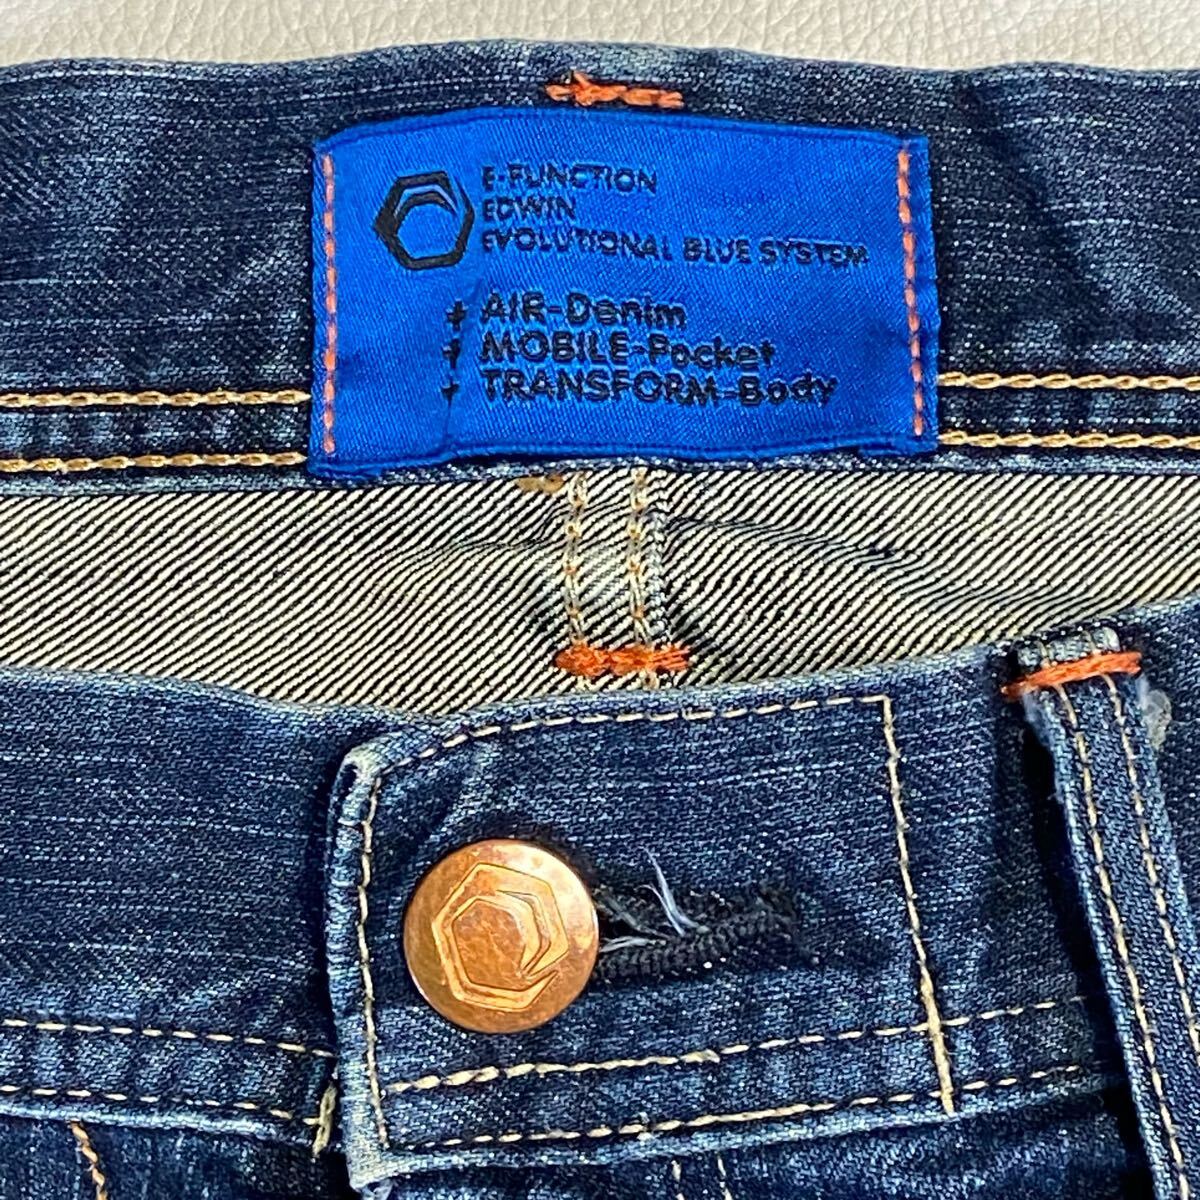 E-FUNCTION
EDWIN
EVOLUTIONAL BLUE SYSTEM
+ AIR-Denim
+ MOBILE-Pocket
+ TRANSFORM-Body